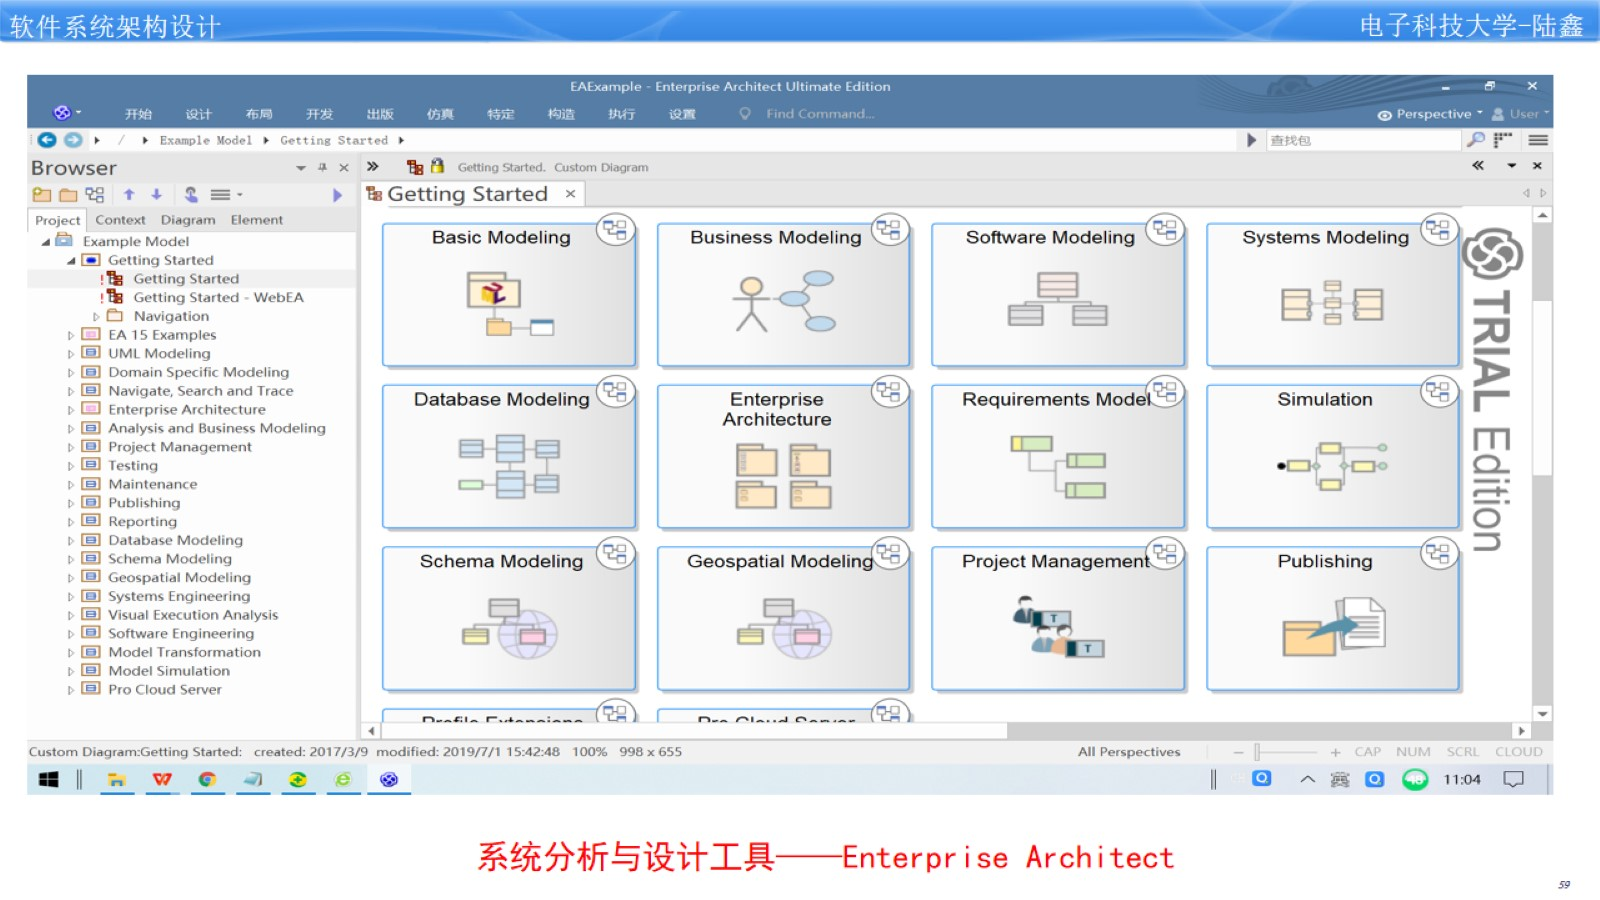 软件系统架构设计
电子科技大学-陆鑫
EAExample - Enterprise Architect Ultimate Edition
开始 设计 布局 开发 出版 仿真 特定 构造 执行 设置 Find Command...
Perspective User
/ Example Model Getting Started
查找包
Browser
Getting Started. Custom Diagram
Getting Started
Project Context Diagram Element
Example Model
Getting Started
Getting Started
Getting Started - WebEA
Navigation
EA 15 Examples
UML Modeling
Domain Specific Modeling
Navigate, Search and Trace
Enterprise Architecture
Analysis and Business Modeling
Project Management
Testing
Maintenance
Publishing
Reporting
Database Modeling
Schema Modeling
Geospatial Modeling
Systems Engineering
Visual Execution Analysis
Software Engineering
Model Transformation
Model Simulation
Pro Cloud Server
Basic Modeling
Business Modeling
Software Modeling
Systems Modeling
Database Modeling
Enterprise
Architecture
Requirements Model
Simulation
Schema Modeling
Geospatial Modeling
Project Management
T
T
Publishing
Profile Extensions
Pro Cloud Server
TRIAL Edition
Custom Diagram:Getting Started: created: 2017/3/9 modified: 2019/7/1 15:42:48 100% 998 x 655
All Perspectives
CAP NUM SCRL CLOUD
11:04
系统分析与设计工具——Enterprise Architect
59